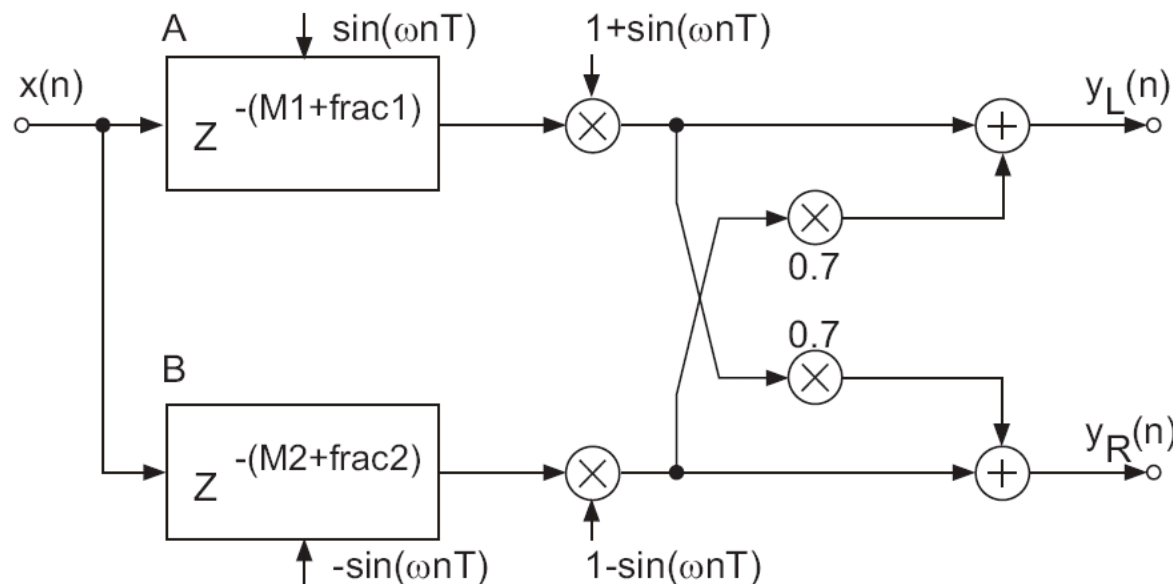 A
sin(ωnT)
1+sin(ωnT)
x(n)
Z -(M1+frac1)
y_L(n)
0.7
0.7
B
Z -(M2+frac2)
y_R(n)
-sin(ωnT)
1-sin(ωnT)